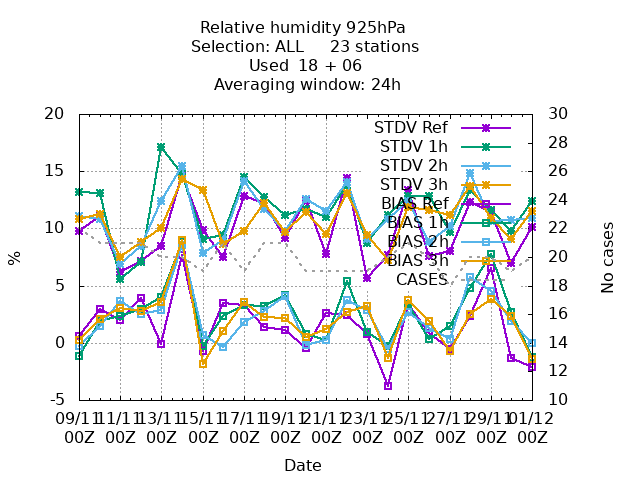 Relative humidity 925hPa
Selection: ALL 23 stations
Used 18 + 06
Averaging window: 24h
20
15
10
5
0
-5
%
30
28
26
24
22
20
18
16
14
12
10
No cases
STDV Ref
STDV 1h
STDV 2h
STDV 3h
BIAS Ref
BIAS 1h
BIAS 2h
BIAS 3h
CASES
09/11 11/11 13/11 15/11 17/11 19/11 21/11 23/11 25/11 27/11 29/11 01/12
00Z 00Z 00Z 00Z 00Z 00Z 00Z 00Z 00Z 00Z 00Z 00Z
Date